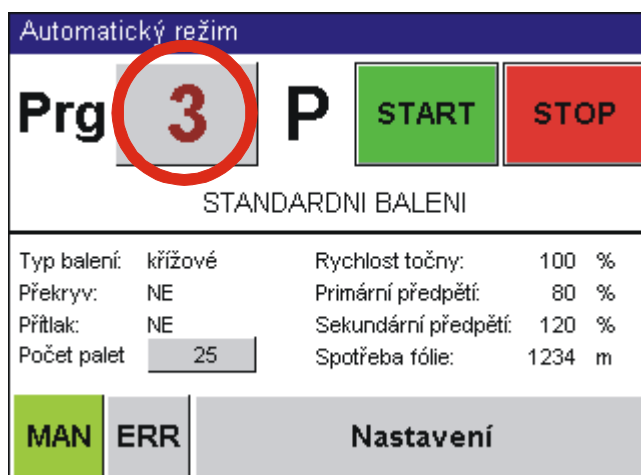 Automatický režim
Prg 3 P START STOP
STANDARDNI BALENI
Typ balení: křížové Rychlost točny: 100 %
Překryv: NE Primární předpětí: 80 %
Přítlak: NE Sekundární předpětí: 120 %
Počet palet 25 Spotřeba fólie: 1234 m
MAN ERR Nastavení